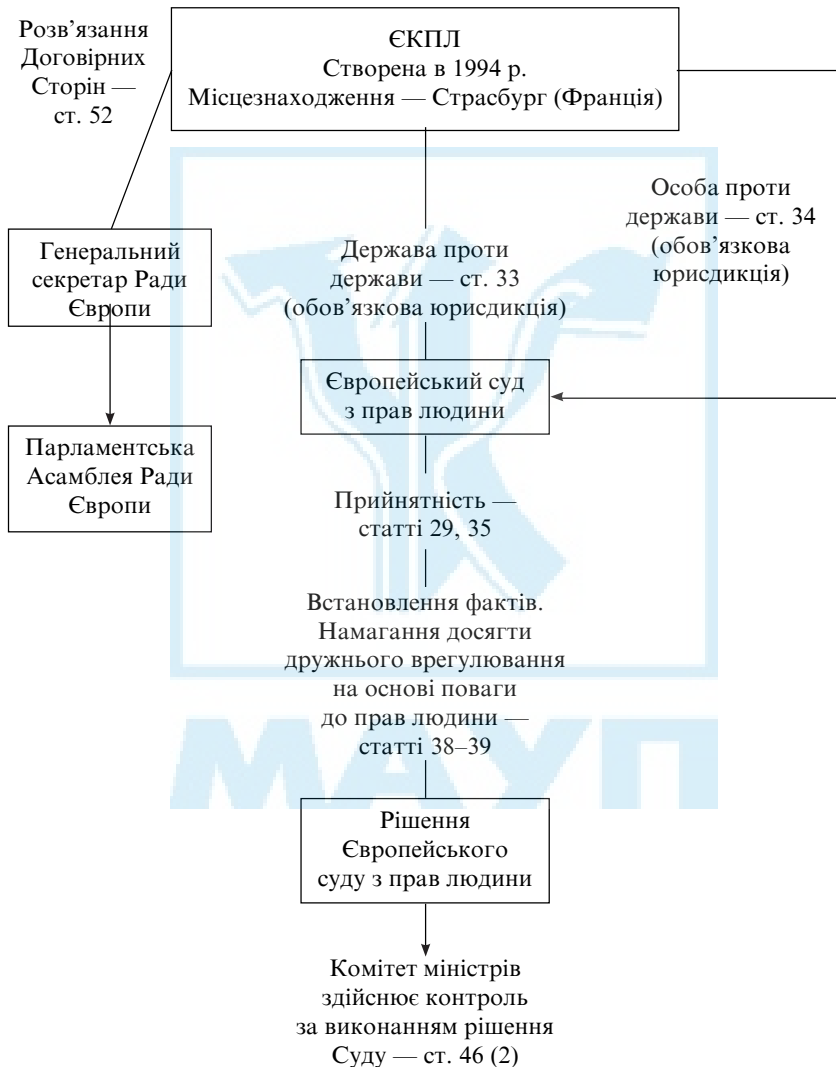 Розв’язання
Договірних
Сторін —
ст. 52
ЄКПЛ
Створена в 1994 р.
Місцезнаходження — Страсбург (Франція)
Особа проти
держави — ст. 34
(обов’язкова
юрисдикція)
Генеральний
секретар Ради
Європи
Держава проти
держави — ст. 33
(обов’язкова юрисдикція)
Європейський суд
з прав людини
Парламентська
Асамблея Ради
Європи
Прийнятність —
статті 29, 35
Встановлення фактів.
Намагання досягти
дружнього врегулювання
на основі поваги
до прав людини —
статті 38–39
МАУП
Рішення
Європейського
суду з прав людини
Комітет міністрів
здійснює контроль
за виконанням рішення
Суду — ст. 46 (2)